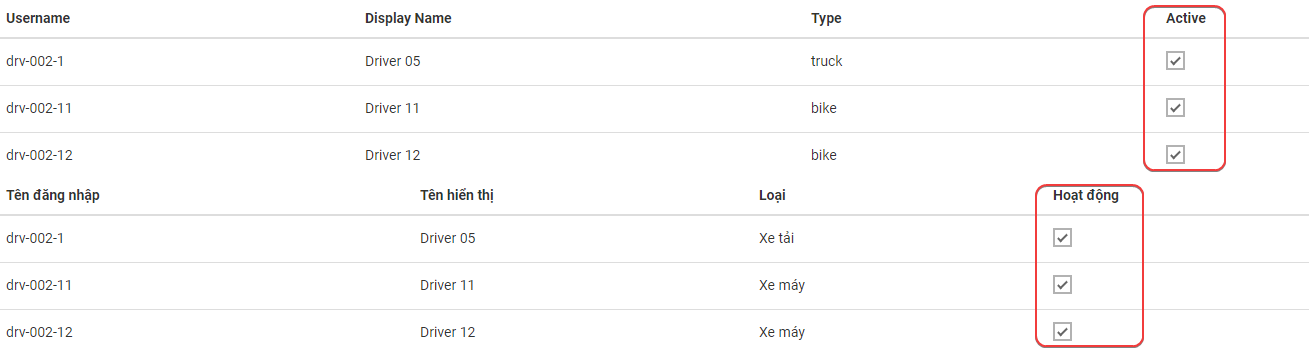 Username Display Name Type Active
drv-002-1 Driver 05 truck
drv-002-11 Driver 11 bike
drv-002-12 Driver 12 bike
Tên đăng nhập Tên hiển thị Loại Hoạt động
drv-002-1 Driver 05 Xe tải
drv-002-11 Driver 11 Xe máy
drv-002-12 Driver 12 Xe máy